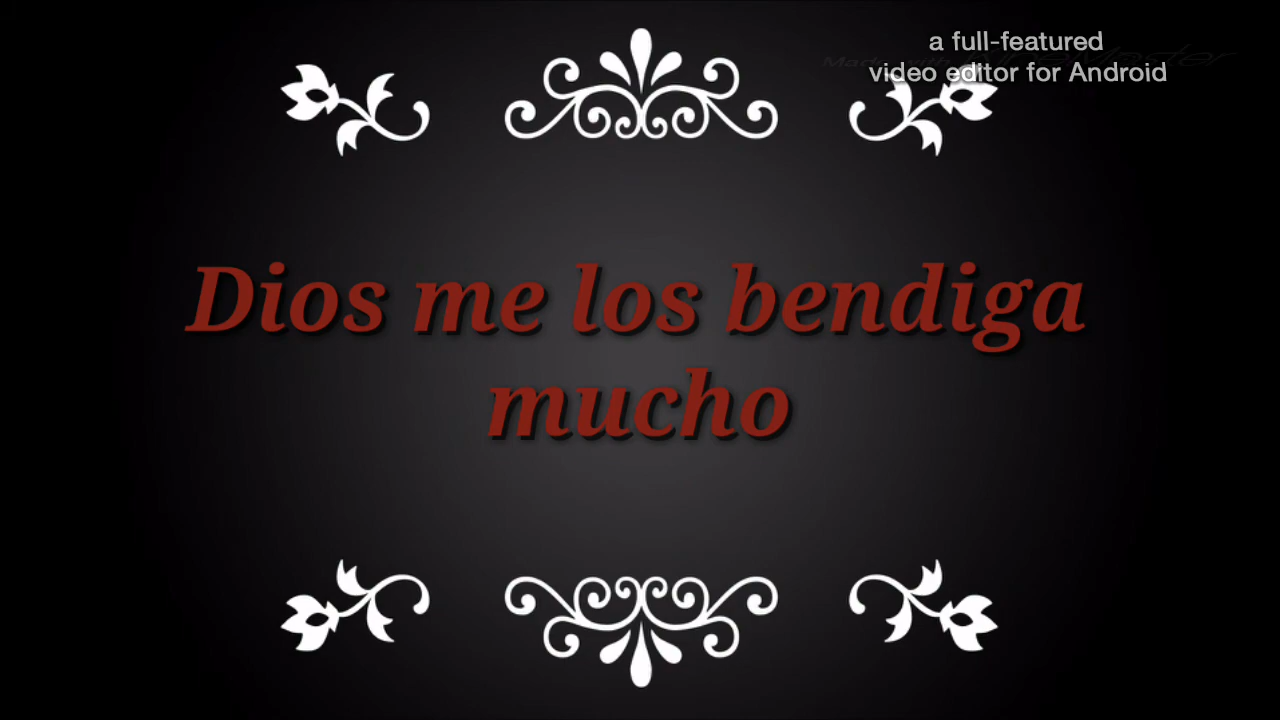 a full-featured
video editor for Android
Dios me los bendiga
mucho